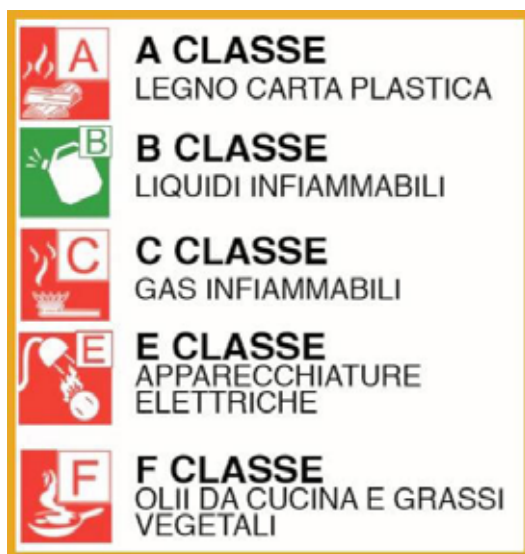 A
A CLASSE
LEGNO CARTA PLASTICA
B
B CLASSE
LIQUIDI INFIAMMABILI
C
C CLASSE
GAS INFIAMMABILI
E
E CLASSE
APPARECCHIATURE
ELETTRICHE
F
F CLASSE
OLII DA CUCINA E GRASSI
VEGETALI